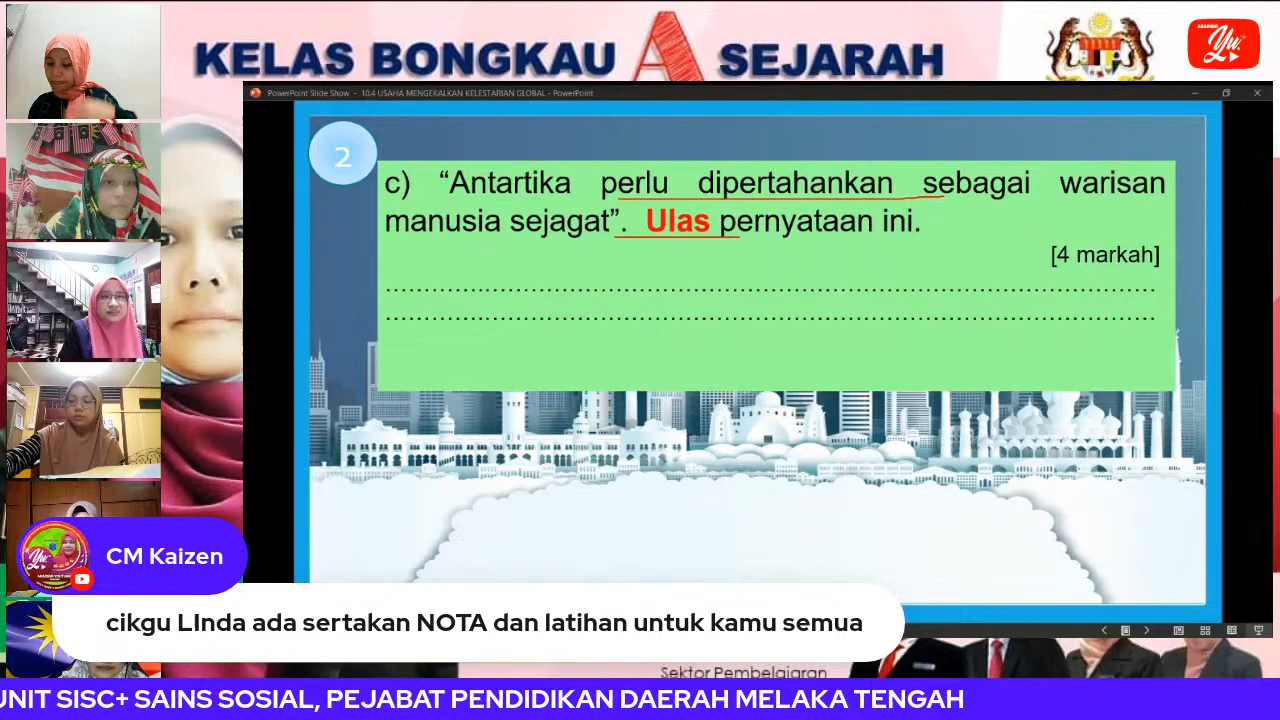 KELAS BONGKAU A SEJARAH
AKADEMI
YU
PowerPoint Slide Show - 10.4 USAHA MENGEKALKAN KELESTARIAN GLOBAL - PowerPoint
2
c) “Antartika perlu dipertahankan sebagai warisan
manusia sejagat”. Ulas pernyataan ini.
[4 markah]
CM Kaizen
cikgu LInda ada sertakan NOTA dan latihan untuk kamu semua
Sektor Pembelajaran
UNIT SISC+ SAINS SOSIAL, PEJABAT PENDIDIKAN DAERAH MELAKA TENGAH